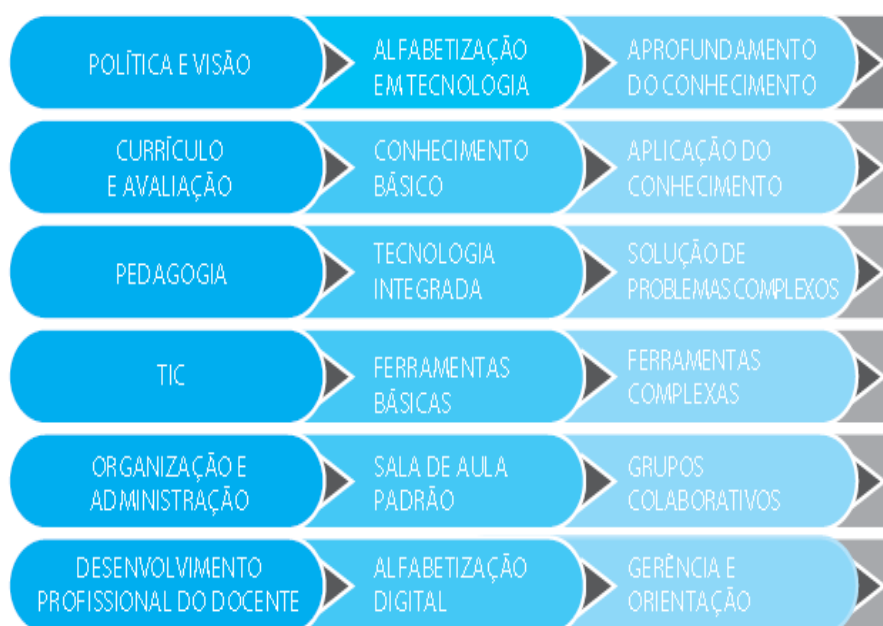 POLÍTICA E VISÃO
ALFABETIZAÇÃO
EM TECNOLOGIA
APROFUNDAMENTO
DO CONHECIMENTO
CURRÍCULO
E AVALIAÇÃO
CONHECIMENTO
BÁSICO
APLICAÇÃO DO
CONHECIMENTO
PEDAGOGIA
TECNOLOGIA
INTEGRADA
SOLUÇÃO DE
PROBLEMAS COMPLEXOS
TIC
FERRAMENTAS
BÁSICAS
FERRAMENTAS
COMPLEXAS
ORGANIZAÇÃO E
ADMINISTRAÇÃO
SALA DE AULA
PADRÃO
GRUPOS
COLABORATIVOS
DESENVOLVIMENTO
PROFISSIONAL DO DOCENTE
ALFABETIZAÇÃO
DIGITAL
GERÊNCIA E
ORIENTAÇÃO